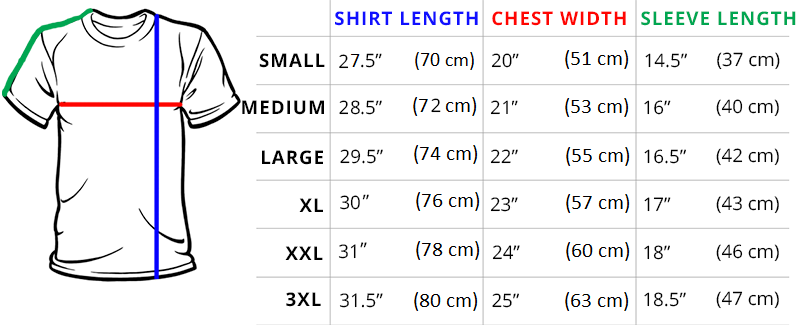 SHIRT LENGTH CHEST WIDTH SLEEVE LENGTH
SMALL 27.5” (70 cm) 20” (51 cm) 14.5” (37 cm)
MEDIUM 28.5” (72 cm) 21” (53 cm) 16” (40 cm)
LARGE 29.5” (74 cm) 22” (55 cm) 16.5” (42 cm)
XL 30” (76 cm) 23” (57 cm) 17” (43 cm)
XXL 31” (78 cm) 24” (60 cm) 18” (46 cm)
3XL 31.5” (80 cm) 25” (63 cm) 18.5” (47 cm)